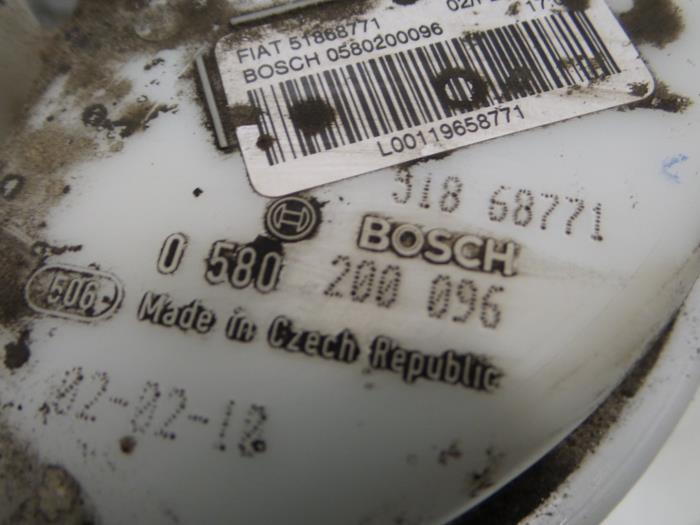 FIAT 51868771
BOSCH 0580200096
L00119658771
518 68771
BOSCH
0 580 200 096
506
Made in Czech Republic
02-02-18